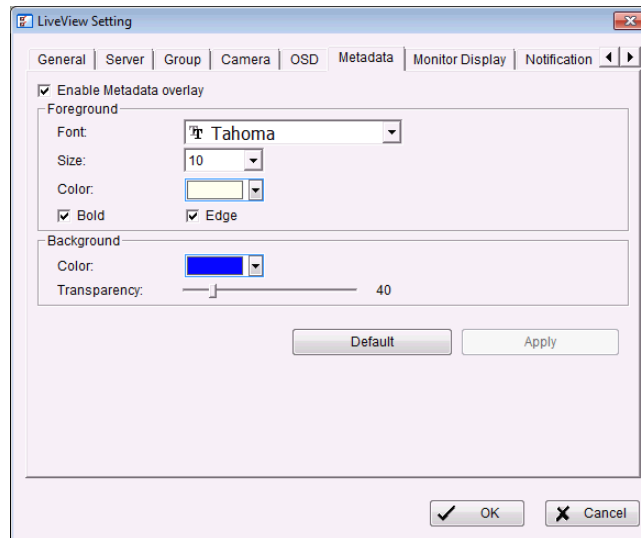 LiveView Setting
General Server Group Camera OSD Metadata Monitor Display Notification
Enable Metadata overlay
Foreground
Font: Tahoma
Size: 10
Color:
Bold Edge
Background
Color:
Transparency: 40
Default Apply
OK Cancel